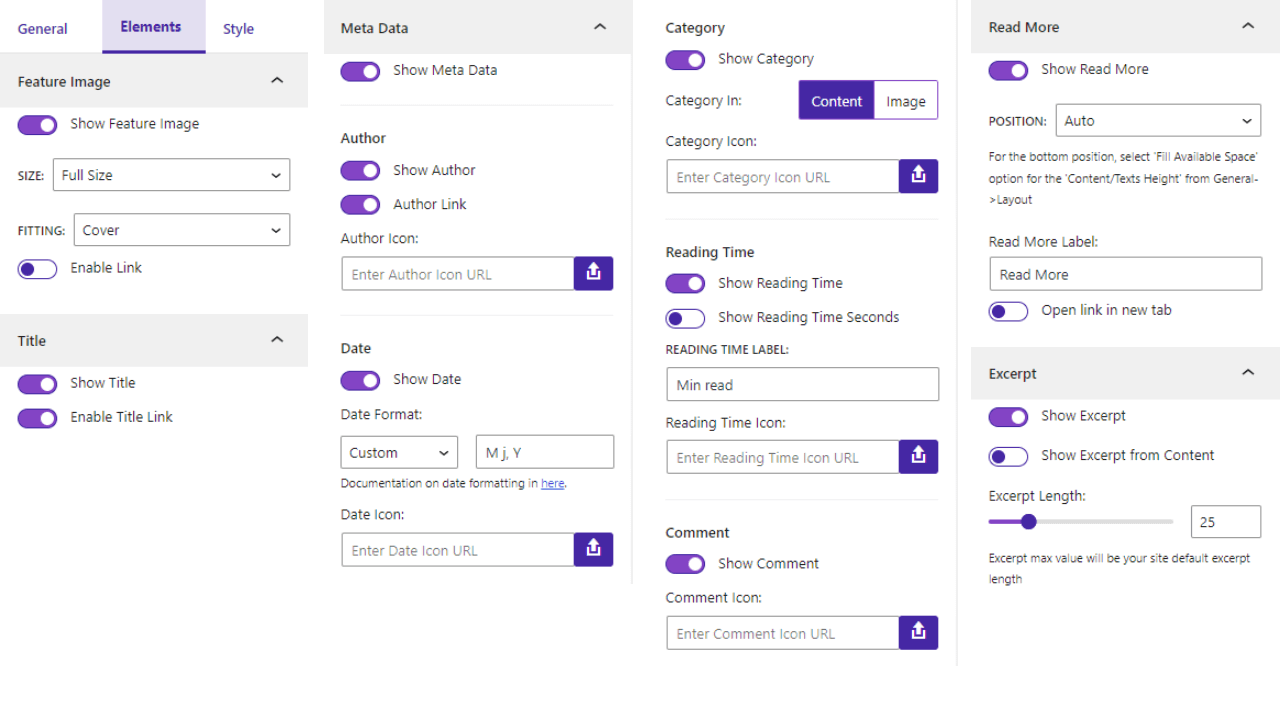 General
Elements
Style
Feature Image
Show Feature Image
SIZE:
Full Size
FITTING:
Cover
Enable Link
Title
Show Title
Enable Title Link
Meta Data
Show Meta Data
Author
Show Author
Author Link
Author Icon:
Enter Author Icon URL
Date
Show Date
Date Format:
Custom
M j, Y
Documentation on date formatting in here.
Date Icon:
Enter Date Icon URL
Category
Show Category
Category In:
Content
Image
Category Icon:
Enter Category Icon URL
Reading Time
Show Reading Time
Show Reading Time Seconds
READING TIME LABEL:
Min read
Reading Time Icon:
Enter Reading Time Icon URL
Comment
Show Comment
Comment Icon:
Enter Comment Icon URL
Read More
Show Read More
POSITION:
Auto
For the bottom position, select 'Fill Available Space'
option for the 'Content/Texts Height' from General-
>Layout
Read More Label:
Read More
Open link in new tab
Excerpt
Show Excerpt
Show Excerpt from Content
Excerpt Length:
25
Excerpt max value will be your site default excerpt
length